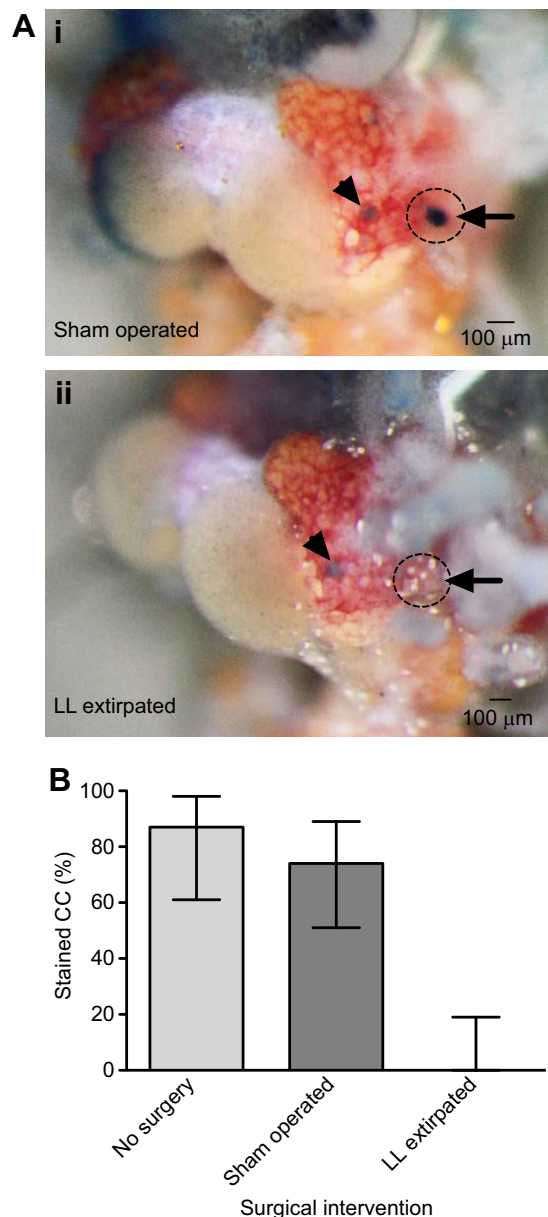 A
i
Sham operated
100 μm
ii
LL extirpated
100 μm
B
100
80
60
40
20
0
Stained CC (%)
No surgery
Sham operated
LL extirpated
Surgical intervention